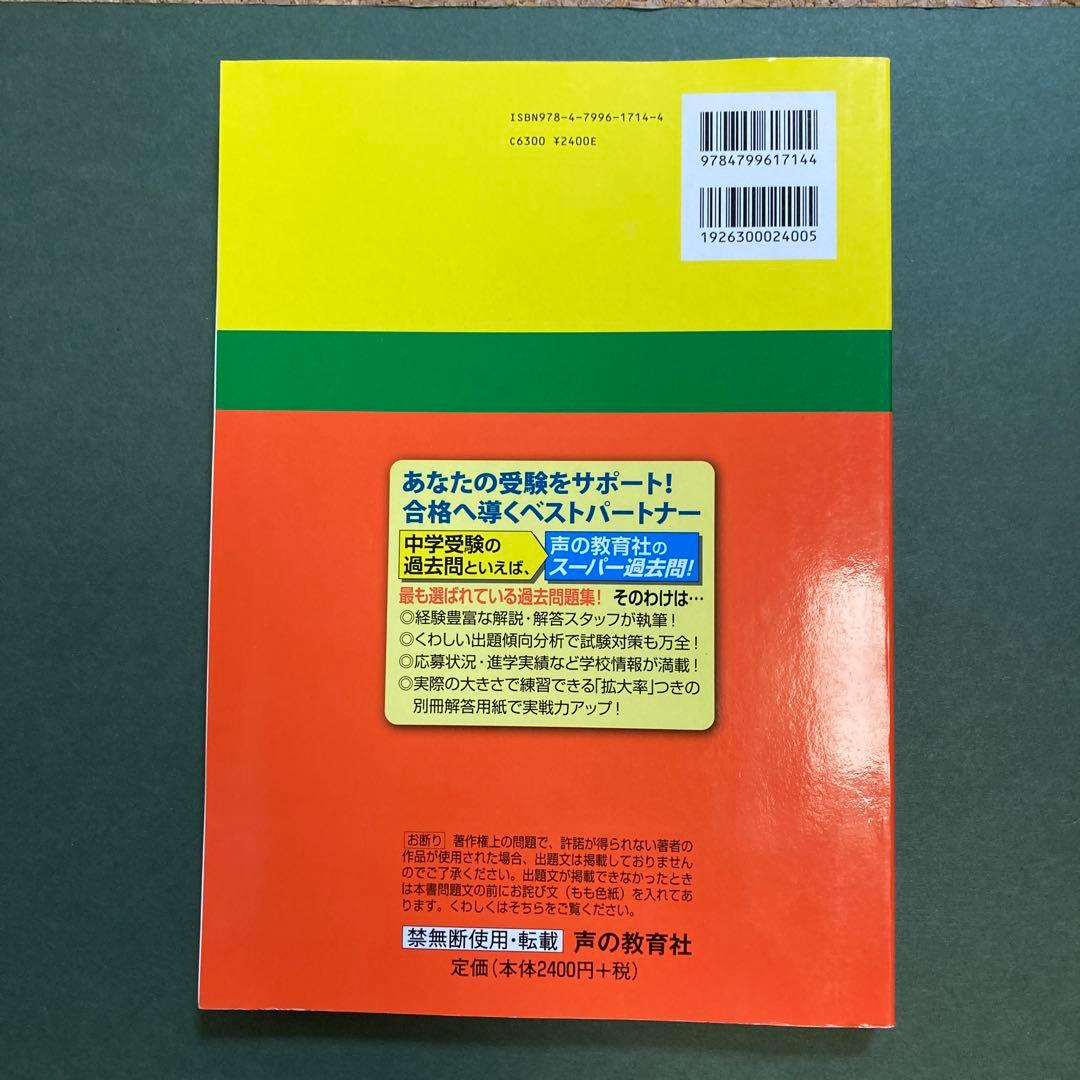 ISBN978-4-7996-1714-4
C6300 ¥2400E
9784799617144
1926300024005
あなたの受験をサポート!
合格へ導くベストパートナー
中学受験の
過去問といえば、
声の教育社の
スーパー過去問!
最も選ばれている過去問題集! そのわけは…
◎経験豊富な解説・解答スタッフが執筆!
◎くわしい出題傾向分析で試験対策も万全!
◎応募状況・進学実績など学校情報が満載!
◎実際の大きさで練習できる「拡大率」つきの
別冊解答用紙で実戦力アップ!
お断り 著作権上の問題で、許諾が得られない著者の
作品が使用された場合、出題文は掲載しておりません
のでご了承ください。出題文が掲載できなかったとき
は本書問題文の前にお詫び文(もも色紙)を入れてあ
ります。くわしくはそちらをご覧ください。
禁無断使用・転載 声の教育社
定価(本体2400円+税)